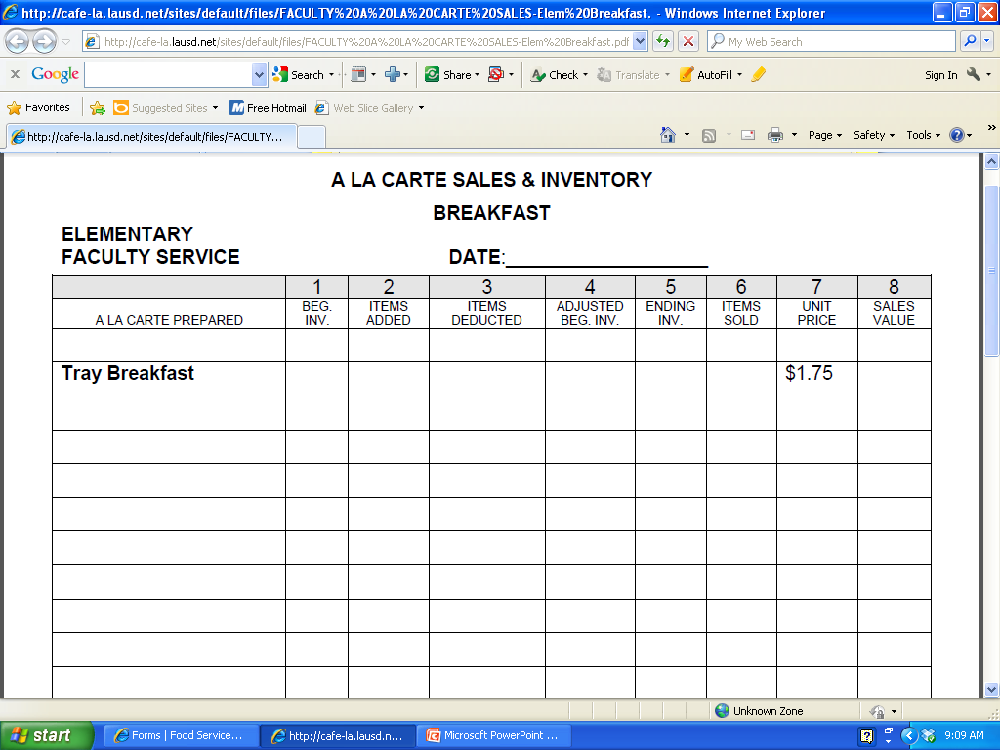 http://cafe-la.lausd.net/sites/default/files/FACULTY%20A%20LA%20CARTE%20SALES-Elem%20Breakfast. - Windows Internet Explorer
http://cafe-la.lausd.net/sites/default/files/FACULTY%20A%20LA%20CARTE%20SALES-Elem%20Breakfast.pdf My Web Search
x Google Search Share Check Translate AutoFill Sign In
Favorites Suggested Sites Free Hotmail Web Slice Gallery
http://cafe-la.lausd.net/sites/default/files/FACULTY... Page Safety Tools »
A LA CARTE SALES & INVENTORY
BREAKFAST
ELEMENTARY
FACULTY SERVICE DATE:___________________
1 2 3 4 5 6 7 8
BEG. ITEMS ITEMS ADJUSTED ENDING ITEMS UNIT SALES
A LA CARTE PREPARED INV. ADDED DEDUCTED BEG. INV. INV. SOLD PRICE VALUE
Tray Breakfast $1.75
Unknown Zone
start Forms | Food Service... http://cafe-la.lausd.n... Microsoft PowerPoint ... 9:09 AM